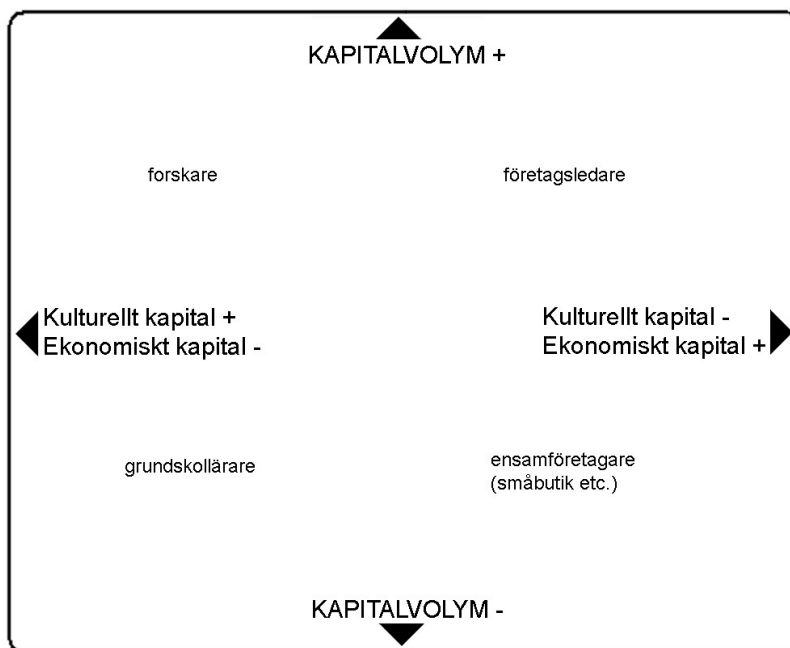 KAPITALVOLYM +
forskare
företagsledare
Kulturellt kapital +
Ekonomiskt kapital -
Kulturellt kapital -
Ekonomiskt kapital +
grundskollärare
ensamföretagare
(småbutik etc.)
KAPITALVOLYM -